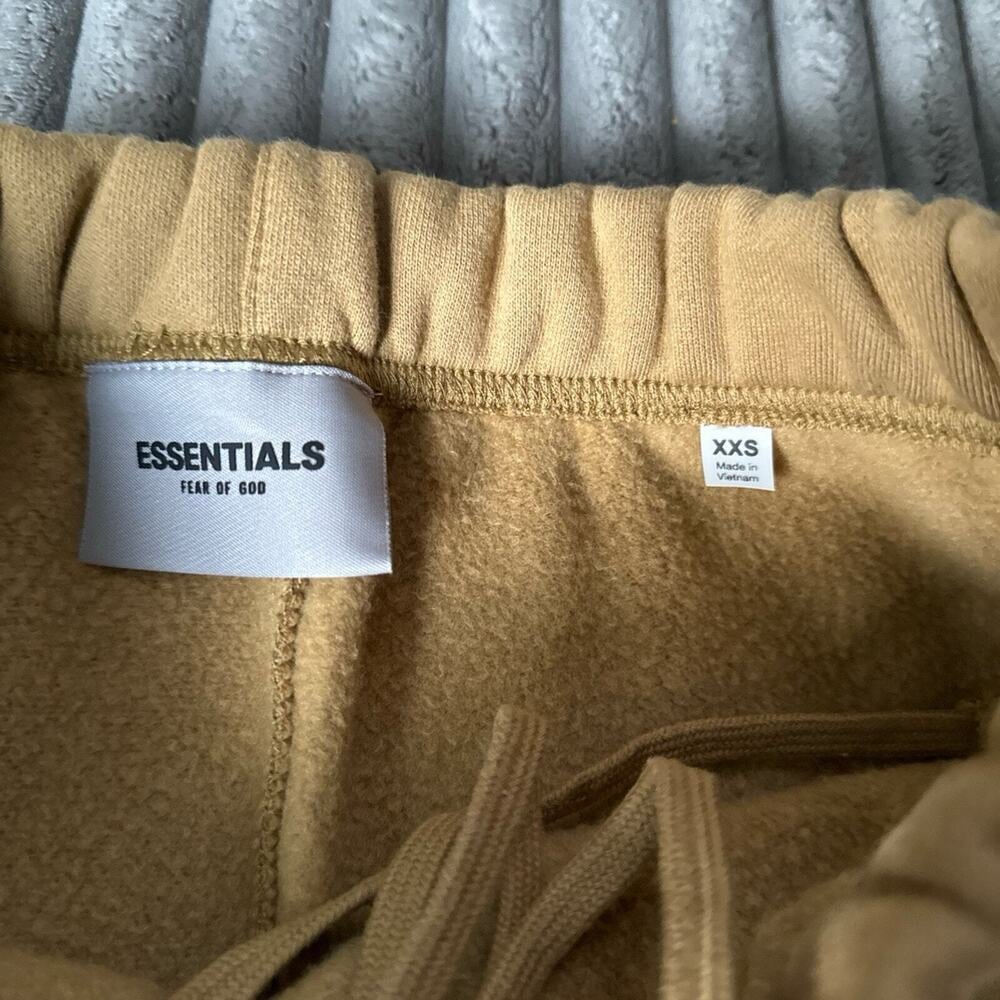 ESSENTIALS
FEAR OF GOD
XXS
Made in
Vietnam